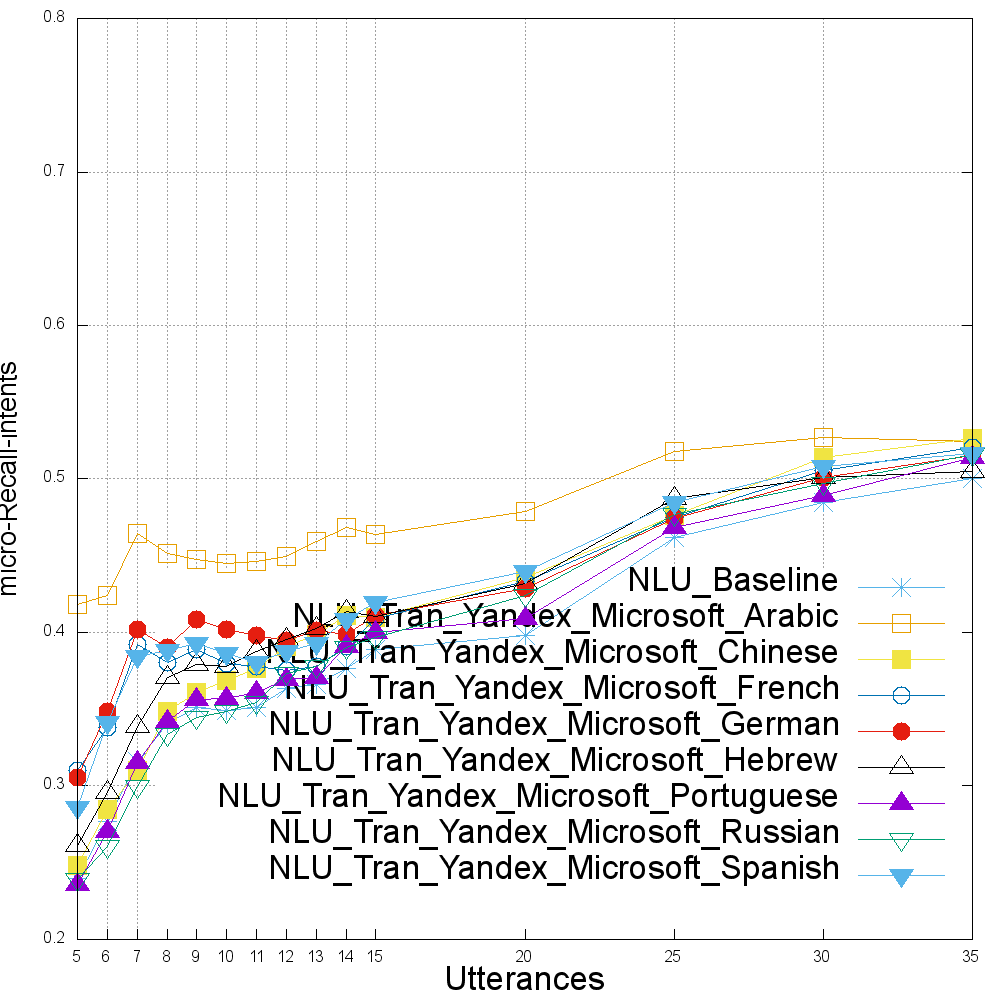 0.8
0.7
0.6
0.5
0.4
0.3
0.2
micro-Recall-intents
NLU_Baseline
NLU_Tran_Yandex_Microsoft_Arabic
NLU_Tran_Yandex_Microsoft_Chinese
NLU_Tran_Yandex_Microsoft_French
NLU_Tran_Yandex_Microsoft_German
NLU_Tran_Yandex_Microsoft_Hebrew
NLU_Tran_Yandex_Microsoft_Portuguese
NLU_Tran_Yandex_Microsoft_Russian
NLU_Tran_Yandex_Microsoft_Spanish
5 6 7 8 9 10 11 12 13 14 15 20 25 30 35
Utterances